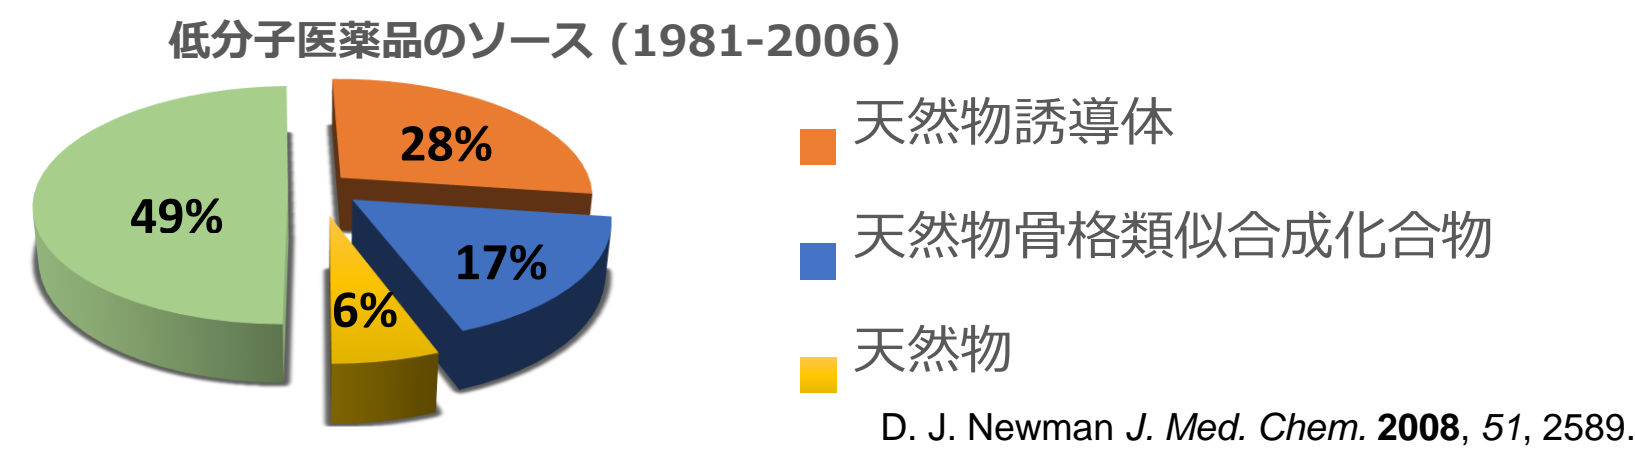 低分子医薬品のソース (1981-2006)
28%
49%
17%
6%
天然物誘導体
天然物骨格類似合成化合物
天然物
D. J. Newman J. Med. Chem. 2008, 51, 2589.